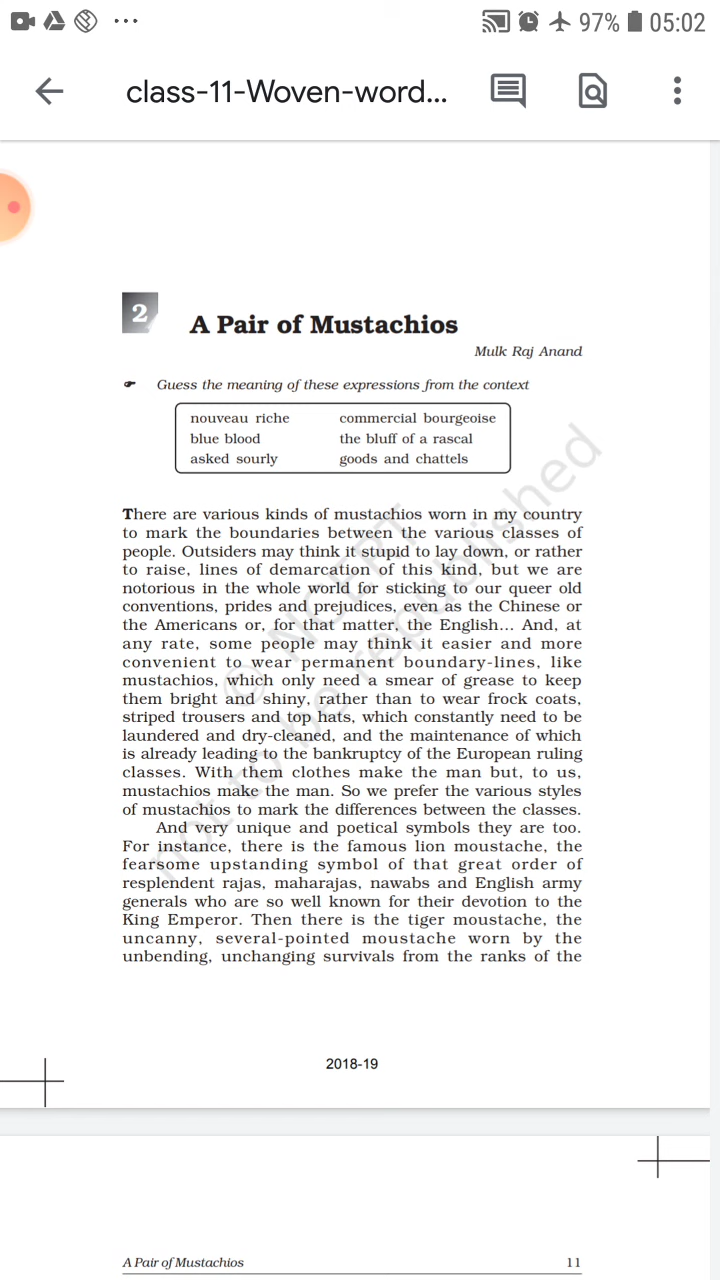 97% 05:02
class-11-Woven-word...
2
A Pair of Mustachios
Mulk Raj Anand
Guess the meaning of these expressions from the context
nouveau riche commercial bourgeoise
blue blood the bluff of a rascal
asked sourly goods and chattels
There are various kinds of mustachios worn in my country
to mark the boundaries between the various classes of
people. Outsiders may think it stupid to lay down, or rather
to raise, lines of demarcation of this kind, but we are
notorious in the whole world for sticking to our queer old
conventions, prides and prejudices, even as the Chinese or
the Americans or, for that matter, the English... And, at
any rate, some people may think it easier and more
convenient to wear permanent boundary-lines, like
mustachios, which only need a smear of grease to keep
them bright and shiny, rather than to wear frock coats,
striped trousers and top hats, which constantly need to be
laundered and dry-cleaned, and the maintenance of which
is already leading to the bankruptcy of the European ruling
classes. With them clothes make the man but, to us,
mustachios make the man. So we prefer the various styles
of mustachios to mark the differences between the classes.
And very unique and poetical symbols they are too.
For instance, there is the famous lion moustache, the
fearsome upstanding symbol of that great order of
resplendent rajas, maharajas, nawabs and English army
generals who are so well known for their devotion to the
King Emperor. Then there is the tiger moustache, the
uncanny, several-pointed moustache worn by the
unbending, unchanging survivals from the ranks of the
© NCERT
not to be republished
2018-19
A Pair of Mustachios 11